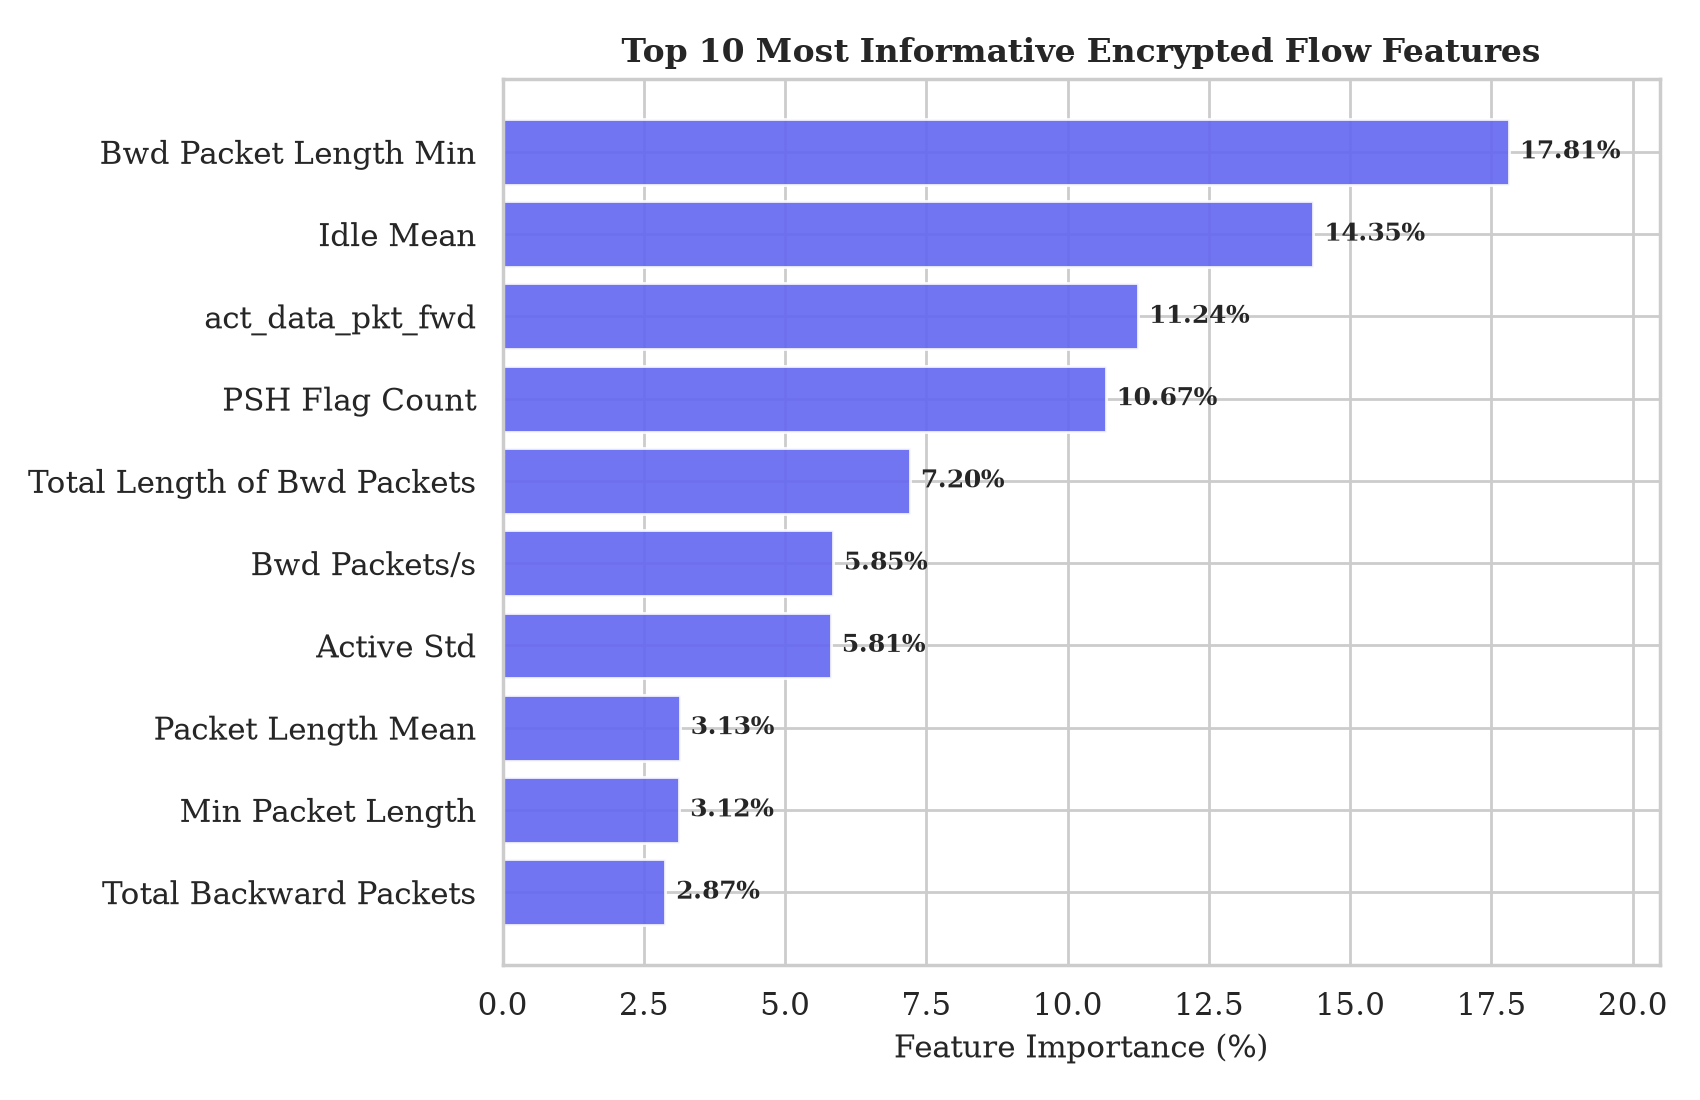 Top 10 Most Informative Encrypted Flow Features
Bwd Packet Length Min 17.81%
Idle Mean 14.35%
act_data_pkt_fwd 11.24%
PSH Flag Count 10.67%
Total Length of Bwd Packets 7.20%
Bwd Packets/s 5.85%
Active Std 5.81%
Packet Length Mean 3.13%
Min Packet Length 3.12%
Total Backward Packets 2.87%
0.0 2.5 5.0 7.5 10.0 12.5 15.0 17.5 20.0
Feature Importance (%)